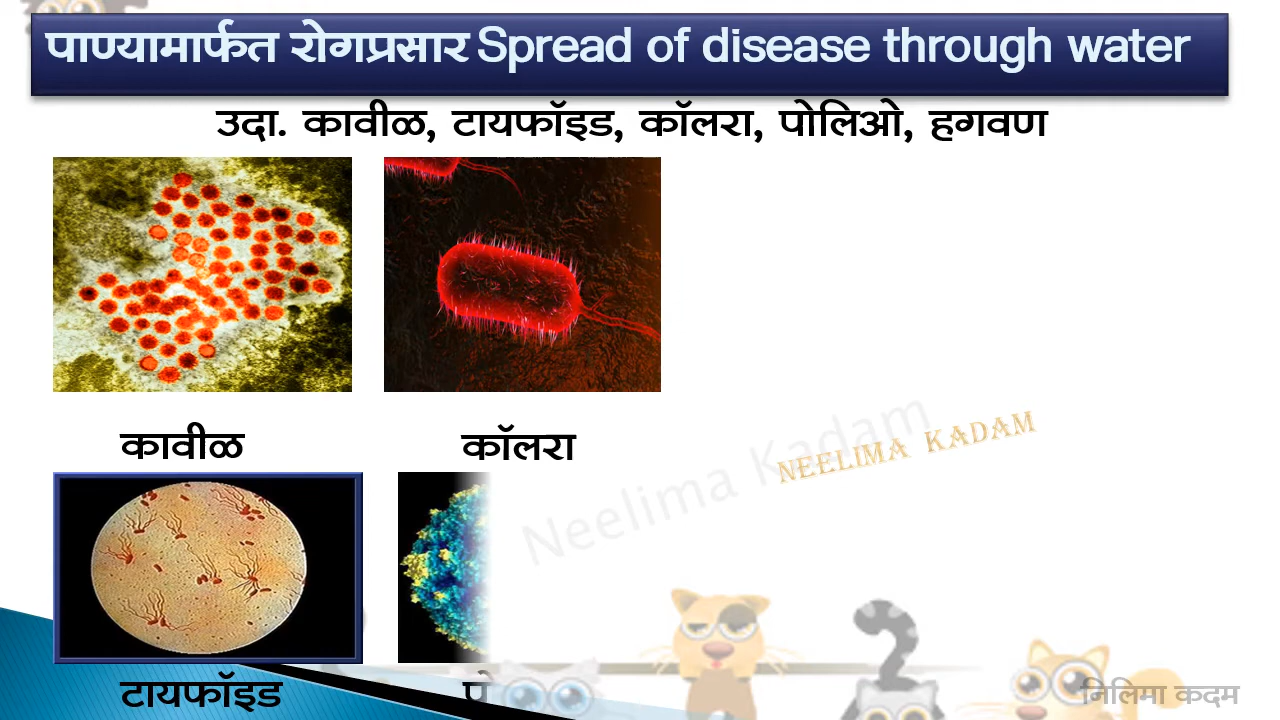 पाण्यामार्फत रोगप्रसार Spread of disease through water
उदा. कावीळ, टायफॉइड, कॉलरा, पोलिओ, हगवण
कावीळ
कॉलरा
Neelima Kadam
NEELIMA KADAM
टायफॉइड
निलिमा कदम